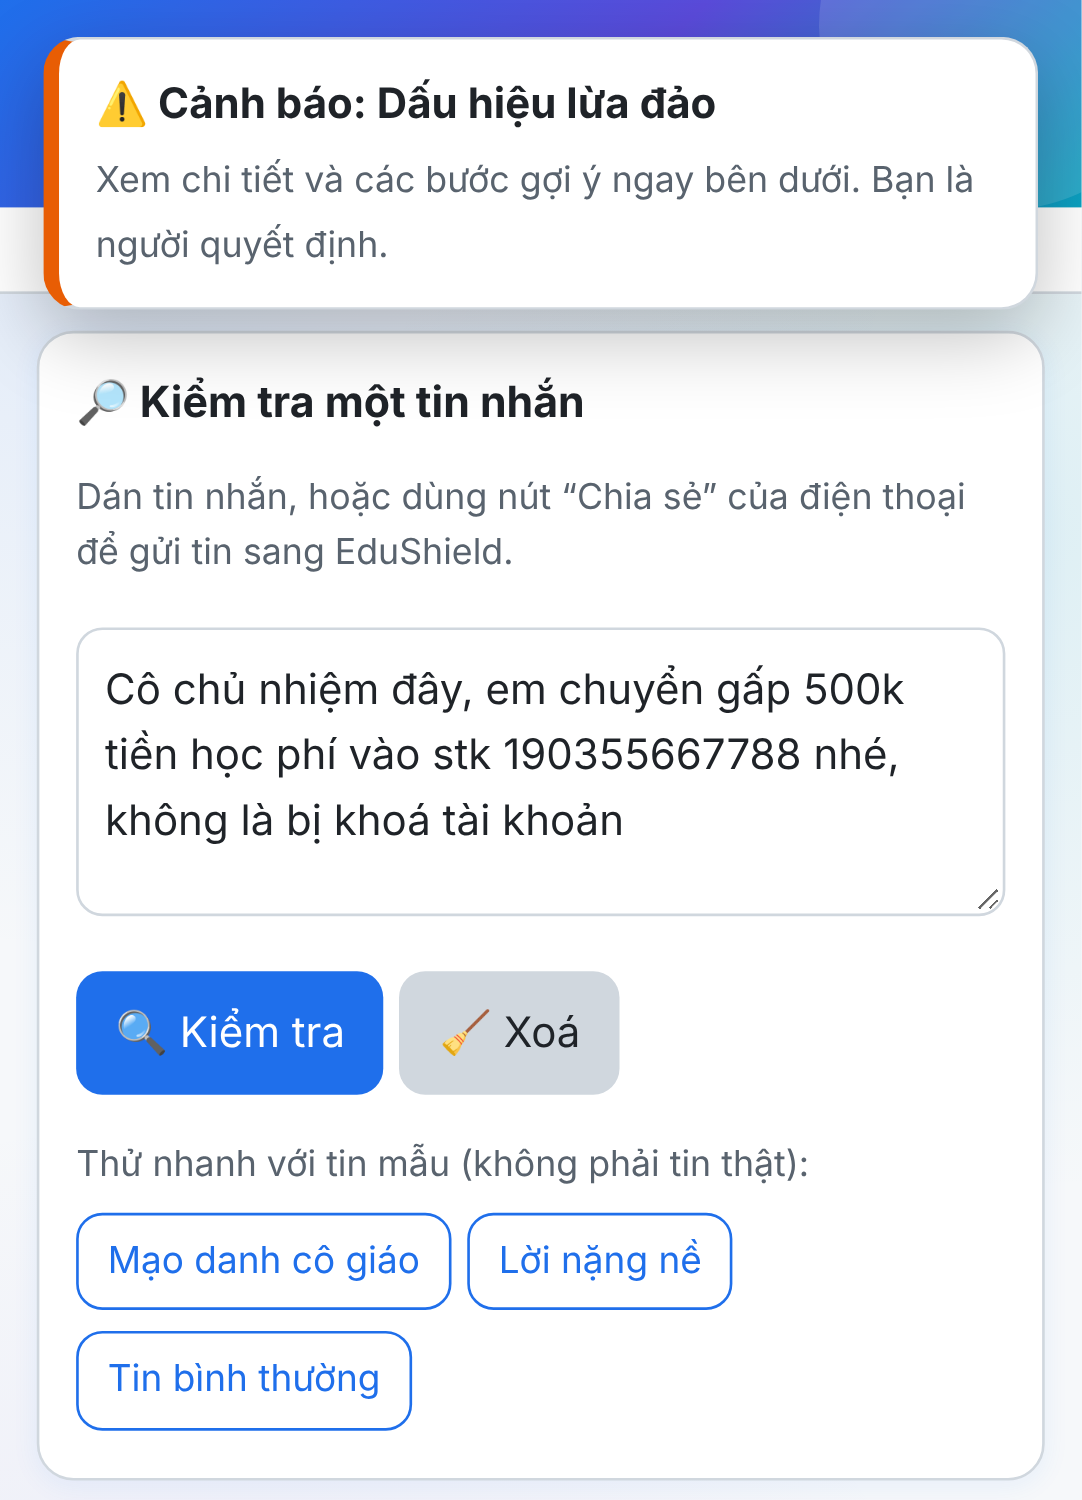 ⚠️ Cảnh báo: Dấu hiệu lừa đảo
Xem chi tiết và các bước gợi ý ngay bên dưới. Bạn là
người quyết định.
🔎 Kiểm tra một tin nhắn
Dán tin nhắn, hoặc dùng nút “Chia sẻ” của điện thoại
để gửi tin sang EduShield.
Cô chủ nhiệm đây, em chuyển gấp 500k
tiền học phí vào stk 190355667788 nhé,
không là bị khoá tài khoản
🔍 Kiểm tra
🧹 Xoá
Thử nhanh với tin mẫu (không phải tin thật):
Mạo danh cô giáo
Lời nặng nề
Tin bình thường